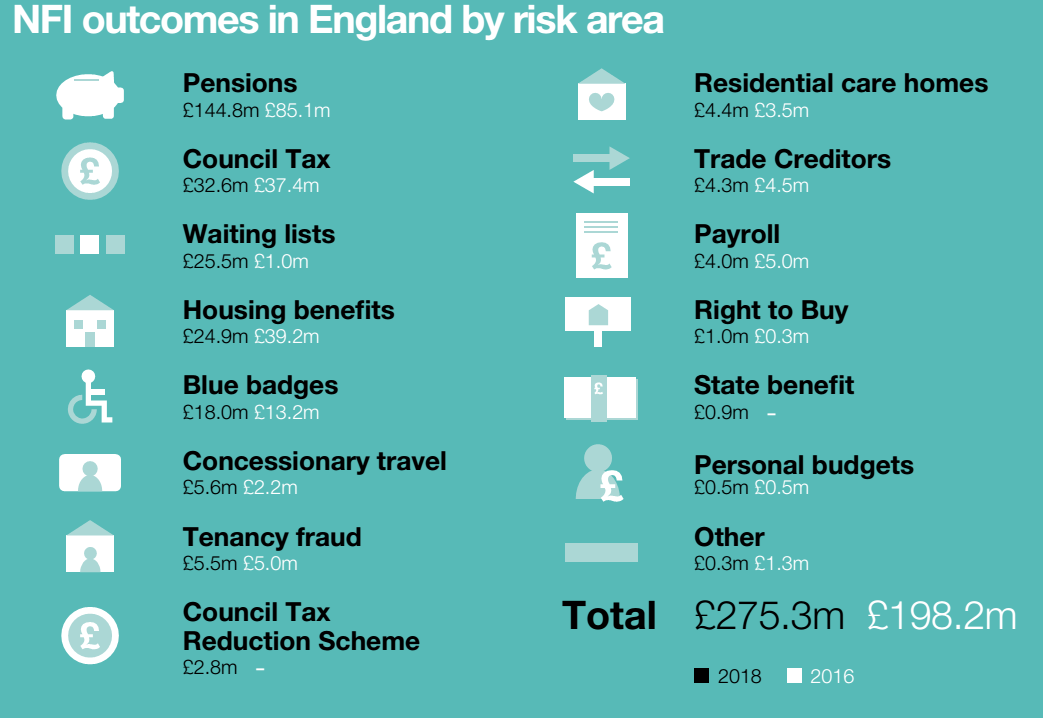 NFI outcomes in England by risk area
Pensions
£144.8m £85.1m
£
Council Tax
£32.6m £37.4m
Waiting lists
£25.5m £1.0m
Housing benefits
£24.9m £39.2m
Blue badges
£18.0m £13.2m
Concessionary travel
£5.6m £2.2m
Tenancy fraud
£5.5m £5.0m
£
Council Tax
Reduction Scheme
£2.8m –
Residential care homes
£4.4m £3.5m
Trade Creditors
£4.3m £4.5m
£
Payroll
£4.0m £5.0m
Right to Buy
£1.0m £0.3m
£
State benefit
£0.9m –
£
Personal budgets
£0.5m £0.5m
Other
£0.3m £1.3m
Total £275.3m £198.2m
2018 2016